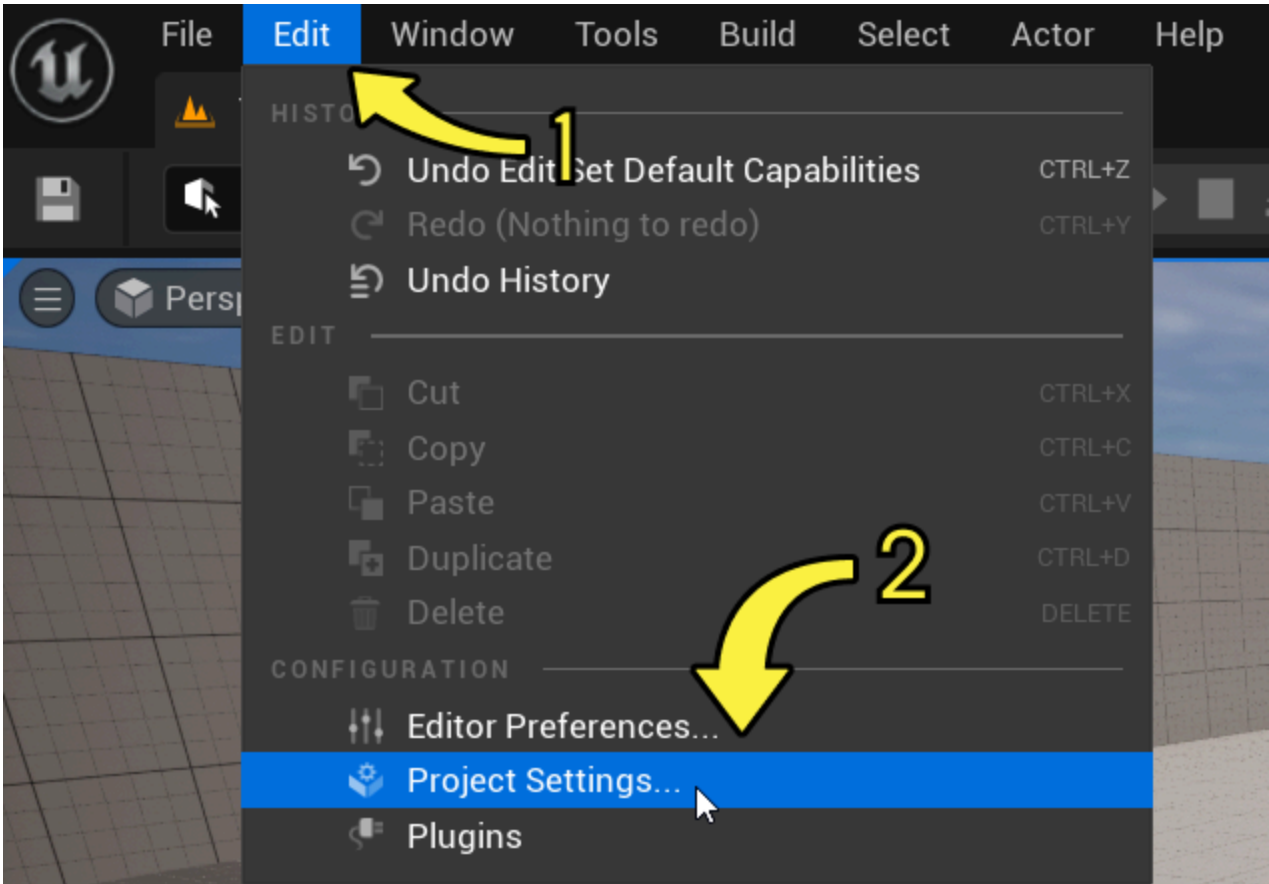 File Edit Window Tools Build Select Actor Help
1
Undo Edit Set Default Capabilities CTRL+Z
Redo (Nothing to redo) CTRL+Y
Undo History
EDIT
Cut CTRL+X
Copy CTRL+C
Paste CTRL+V
2
Duplicate CTRL+D
Delete DELETE
CONFIGURATION
Editor Preferences...
Project Settings...
Plugins